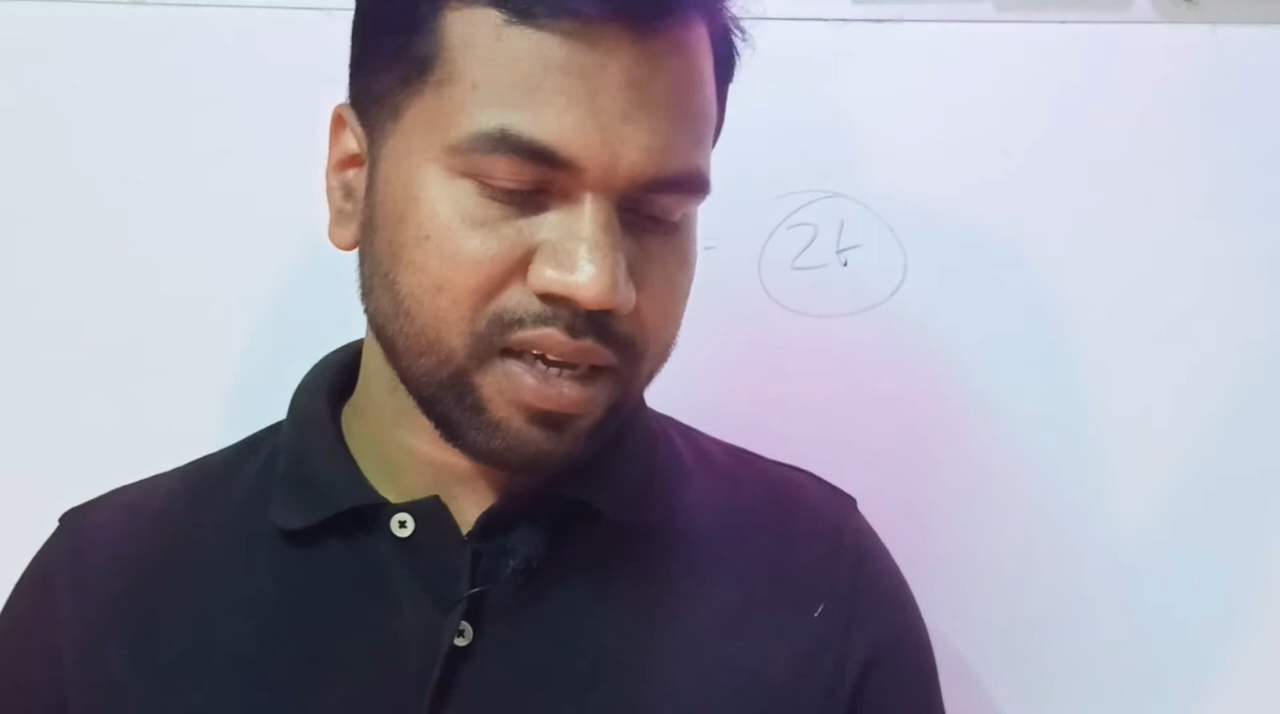 = 2t